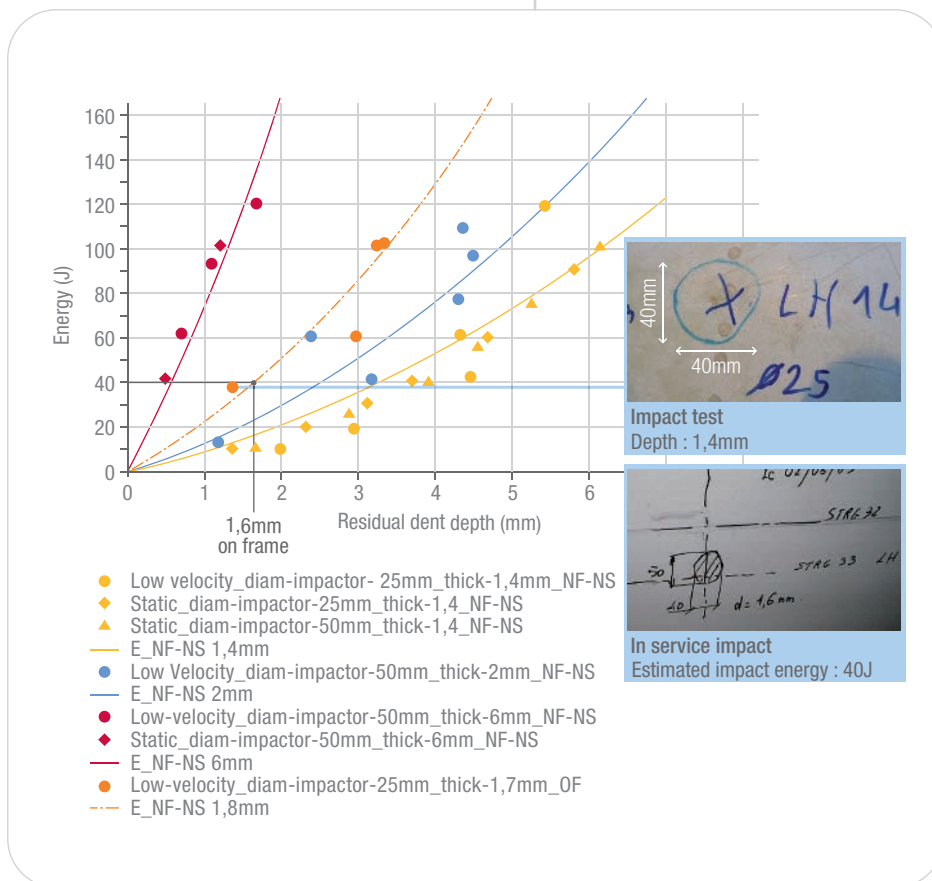 160
140
120
100
80
60
40
20
0
Energy (J)
0
1
2
3
4
5
6
1,6mm
on frame
Residual dent depth (mm)
40mm
40mm
X LH 14
ø25
Impact test
Depth : 1,4mm
STRG 32
STRG 33 LH
d= 1,6 mm
In service impact
Estimated impact energy : 40J
Low velocity_diam-impactor- 25mm_thick-1,4mm_NF-NS
Static_diam-impactor-25mm_thick-1,4_NF-NS
Static_diam-impactor-50mm_thick-1,4_NF-NS
E_NF-NS 1,4mm
Low Velocity_diam-impactor-50mm_thick-2mm_NF-NS
E_NF-NS 2mm
Low-velocity_diam-impactor-50mm_thick-6mm_NF-NS
Static_diam-impactor-50mm_thick-6mm_NF-NS
E_NF-NS 6mm
Low-velocity_diam-impactor-25mm_thick-1,7mm_OF
E_NF-NS 1,8mm